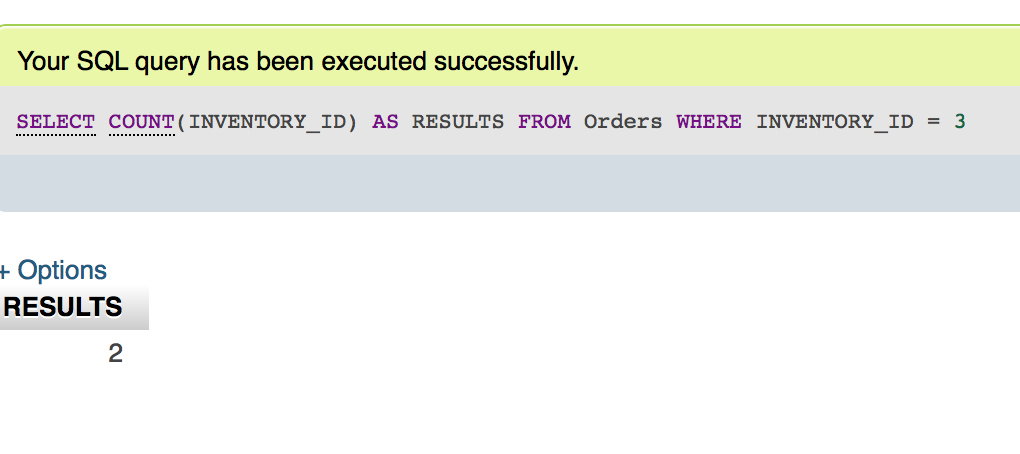 Your SQL query has been executed successfully.
SELECT COUNT(INVENTORY_ID) AS RESULTS FROM Orders WHERE INVENTORY_ID = 3
+ Options
RESULTS
2